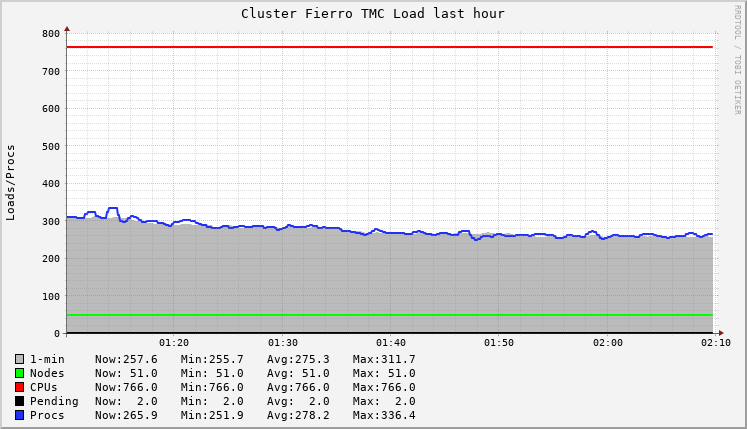 Cluster Fierro TMC Load last hour
RRDTOOL / TOBI OETIKER
Loads/Procs
800
700
600
500
400
300
200
100
0
01:20 01:30 01:40 01:50 02:00 02:10
1-min Now:257.6 Min:255.7 Avg:275.3 Max:311.7
Nodes Now: 51.0 Min: 51.0 Avg: 51.0 Max: 51.0
CPUs Now:766.0 Min:766.0 Avg:766.0 Max:766.0
Pending Now: 2.0 Min: 2.0 Avg: 2.0 Max: 2.0
Procs Now:265.9 Min:251.9 Avg:278.2 Max:336.4